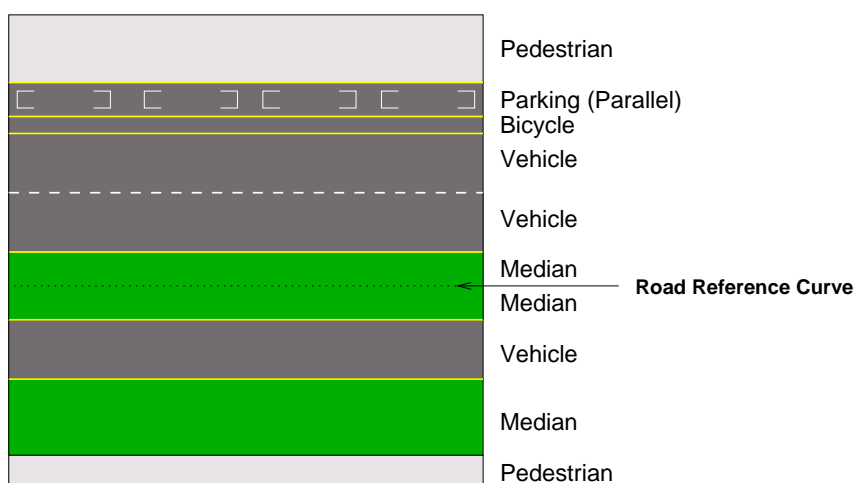 Pedestrian
Parking (Parallel)
Bicycle
Vehicle
Vehicle
Median
Road Reference Curve
Median
Vehicle
Median
Pedestrian